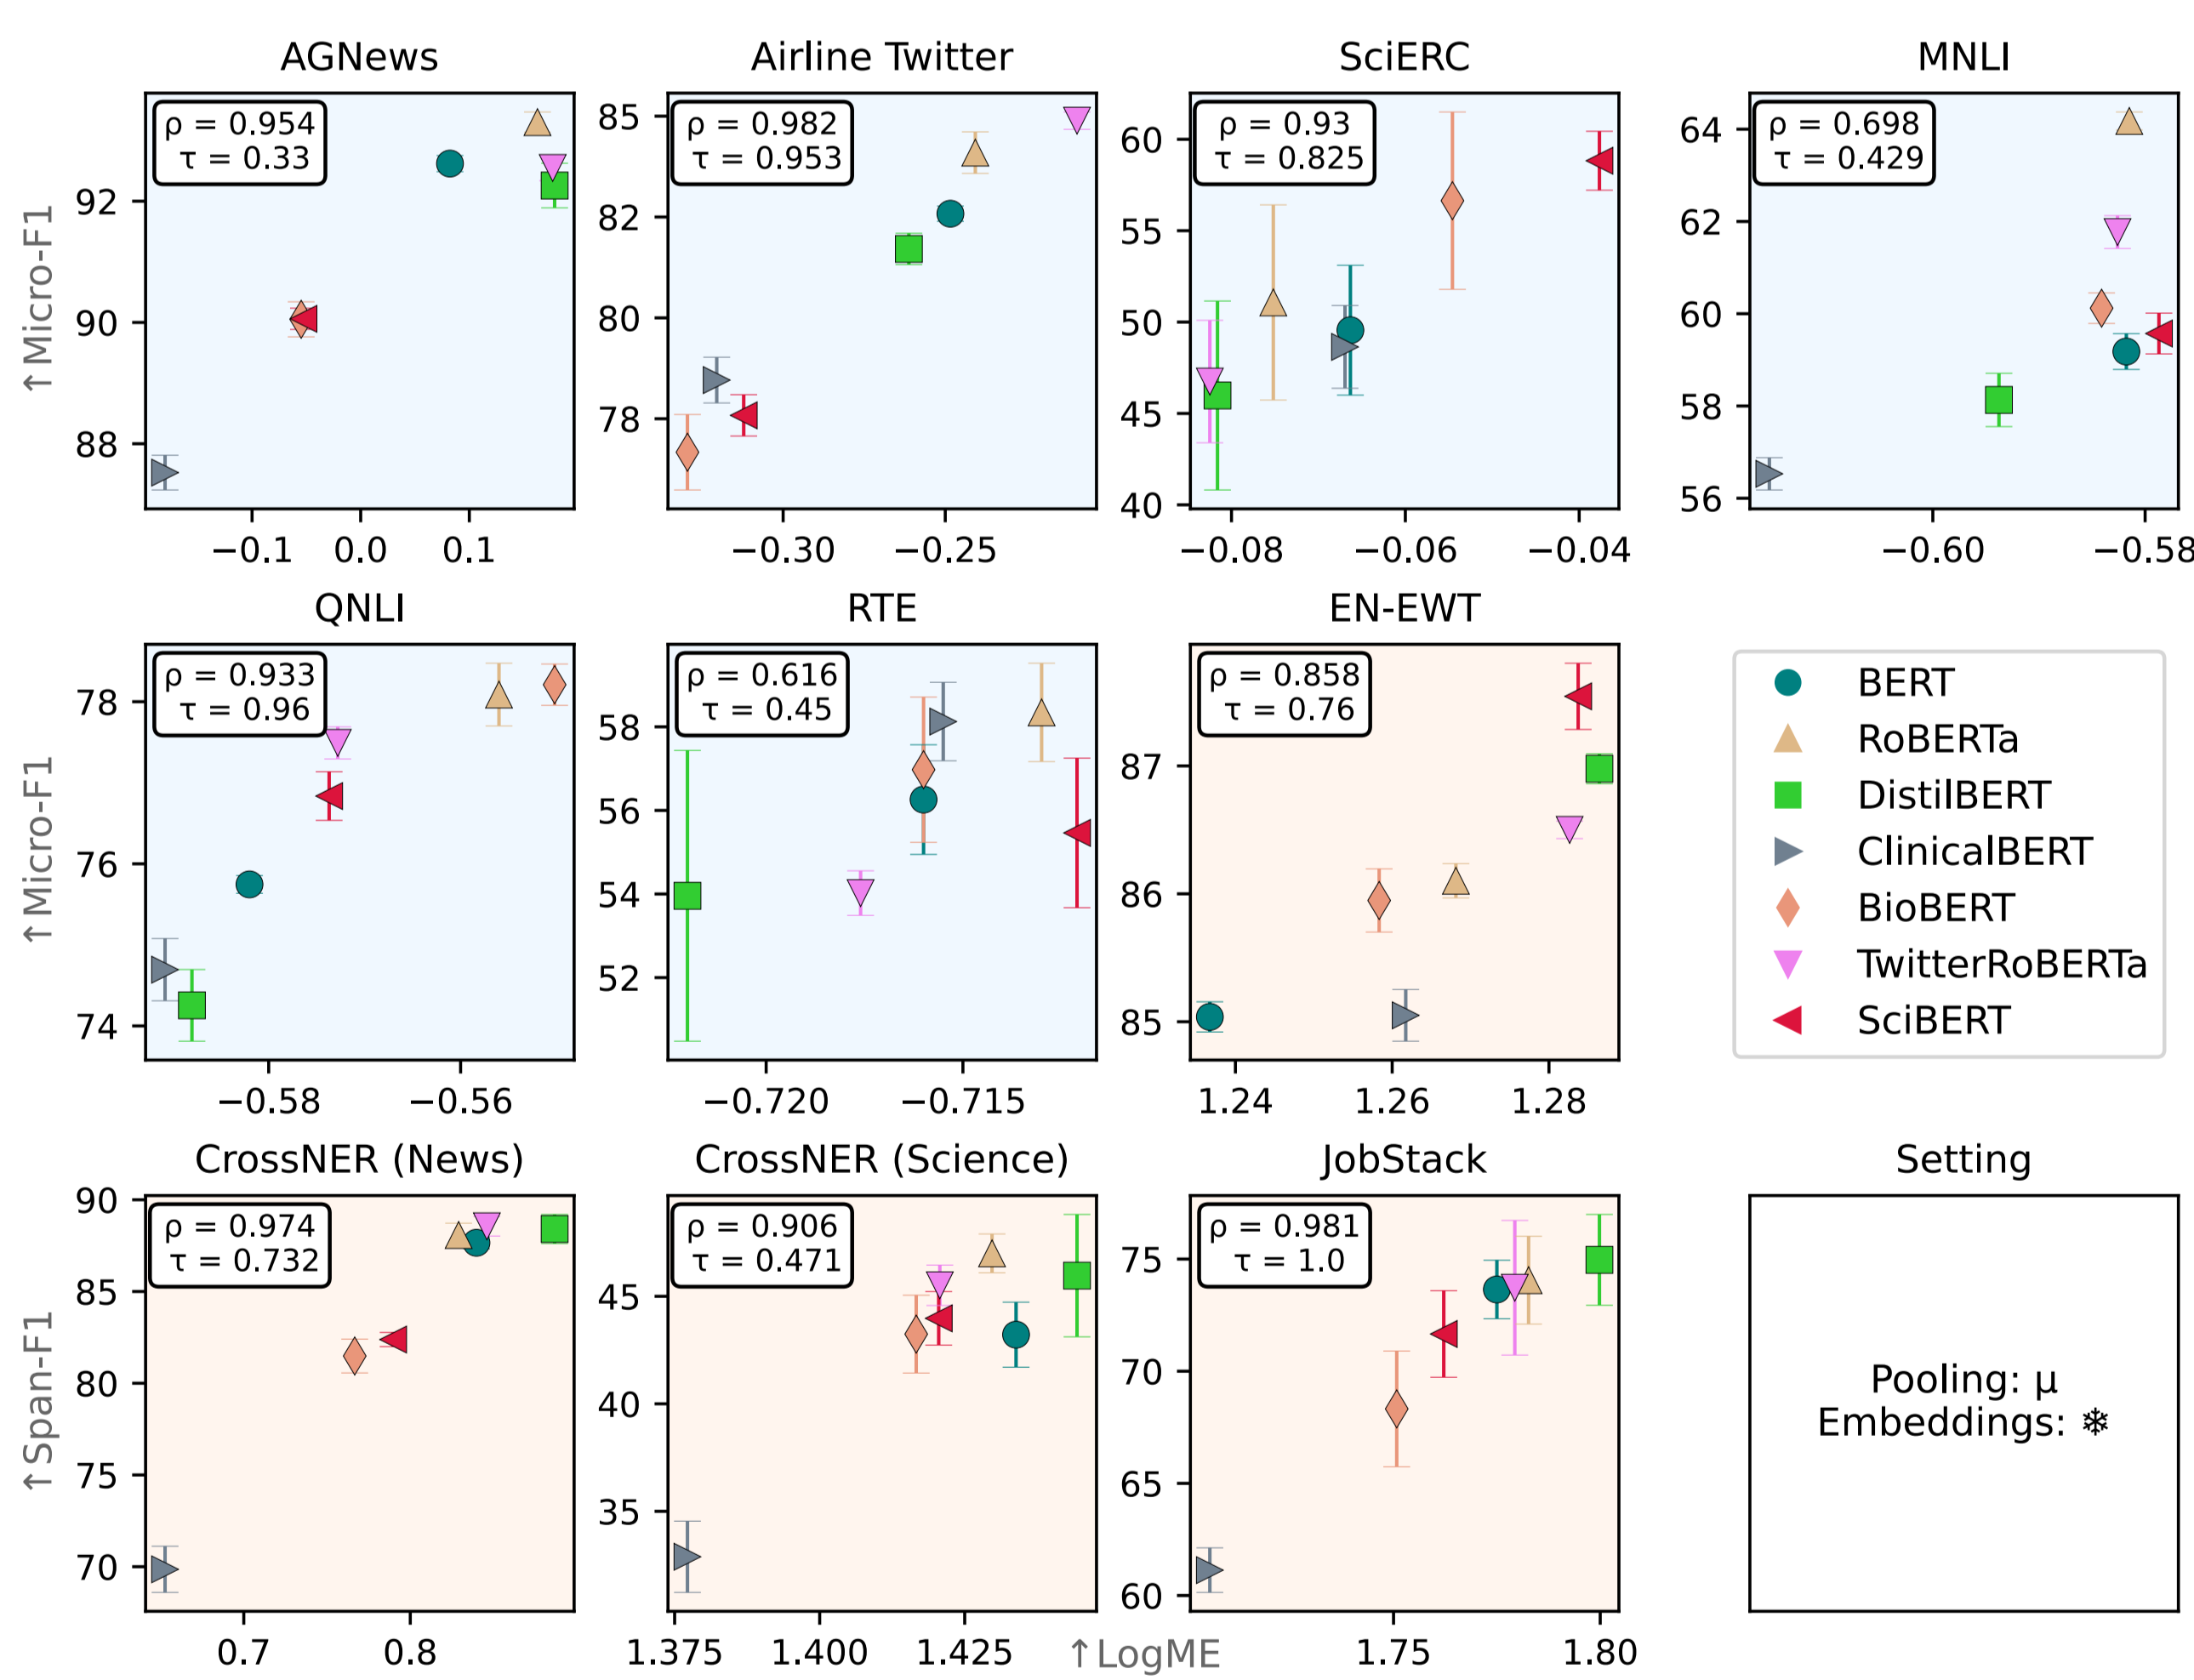 AGNews
ρ = 0.954
τ = 0.33
↑Micro-F1
92
90
88
−0.1 0.0 0.1
Airline Twitter
ρ = 0.982
τ = 0.953
85
82
80
78
−0.30 −0.25
SciERC
ρ = 0.93
τ = 0.825
60
55
50
45
40
−0.08 −0.06 −0.04
MNLI
ρ = 0.698
τ = 0.429
64
62
60
58
56
−0.60 −0.58
QNLI
ρ = 0.933
τ = 0.96
↑Micro-F1
78
76
74
−0.58 −0.56
RTE
ρ = 0.616
τ = 0.45
58
56
54
52
−0.720 −0.715
EN-EWT
ρ = 0.858
τ = 0.76
87
86
85
1.24 1.26 1.28
BERT
RoBERTa
DistilBERT
ClinicalBERT
BioBERT
TwitterRoBERTa
SciBERT
CrossNER (News)
ρ = 0.974
τ = 0.732
↑Span-F1
90
85
80
75
70
0.7 0.8
CrossNER (Science)
ρ = 0.906
τ = 0.471
45
40
35
1.375 1.400 1.425
JobStack
ρ = 0.981
τ = 1.0
75
70
65
60
1.75 1.80
↑LogME
Setting
Pooling: μ
Embeddings: ❄